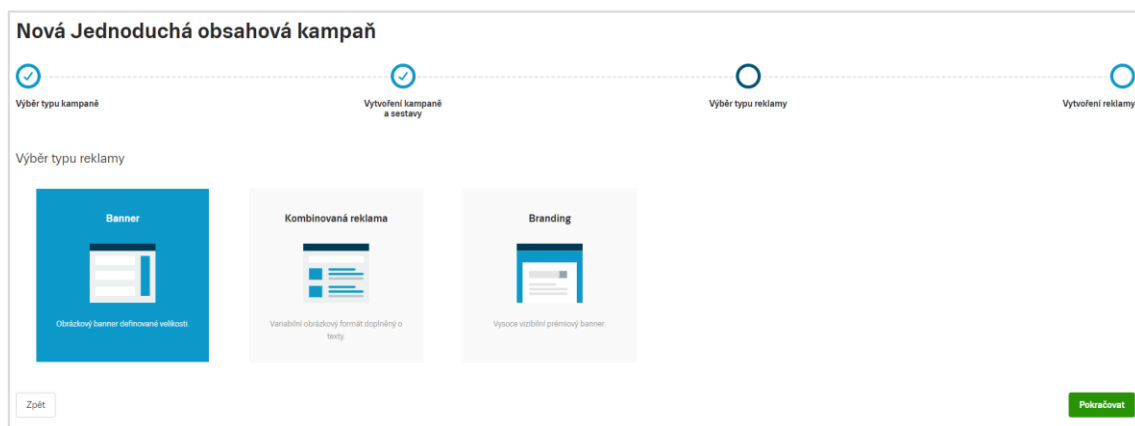 Nová Jednoduchá obsahová kampaň
Výběr typu kampaně
Vytvoření kampaně
a sestavy
Výběr typu reklamy
Vytvoření reklamy
Výběr typu reklamy
Banner
Obrázkový banner definované velikosti.
Kombinovaná reklama
Variabilní obrázkový formát doplněný o
texty.
Branding
Vysoce vizibilní prémiový banner.
Zpět
Pokračovat